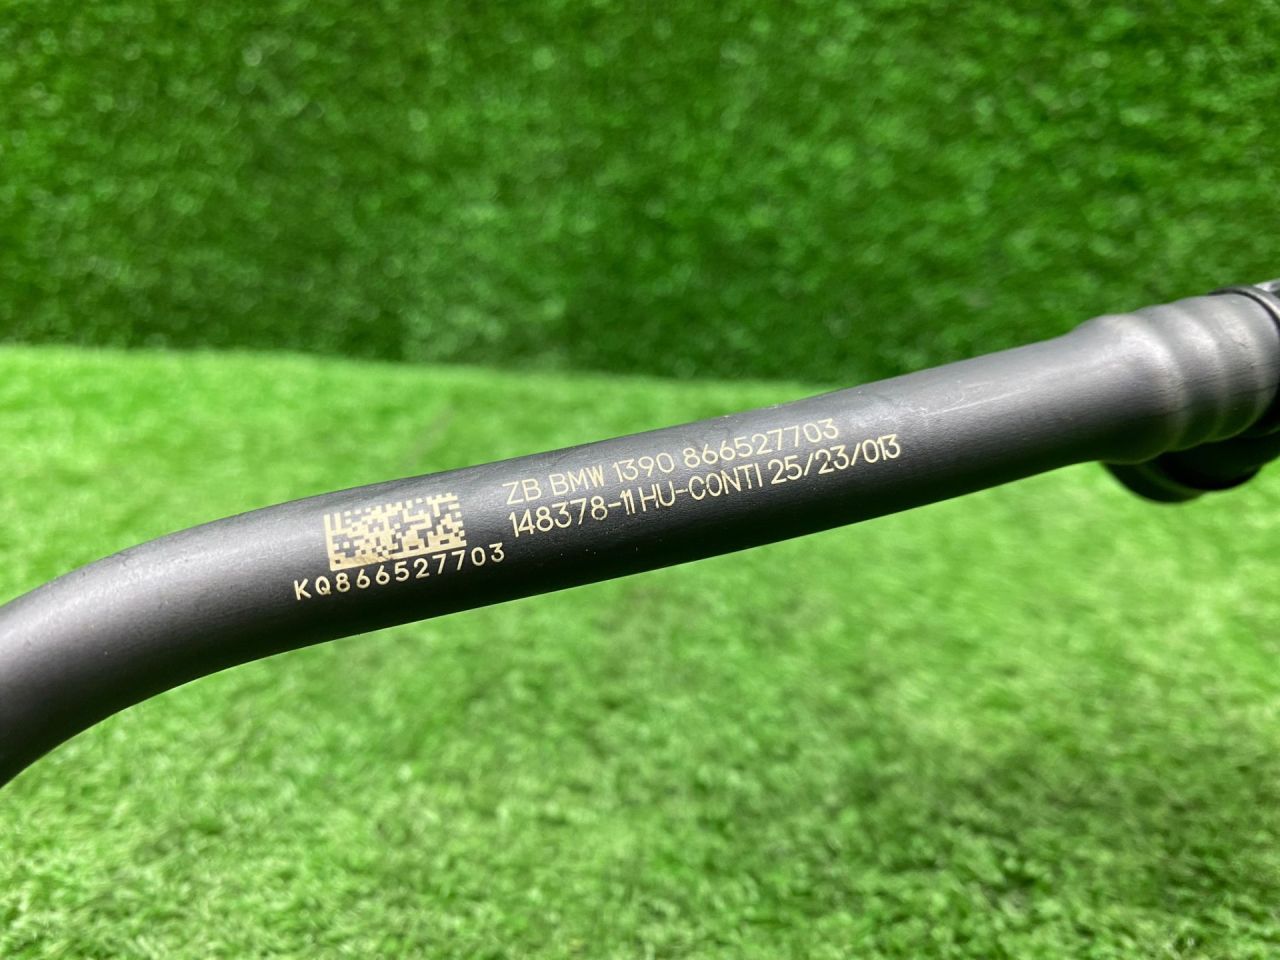 ZB BMW 1390 866527703
148378-11 HU-CONTI 25/23/013
KQ866527703